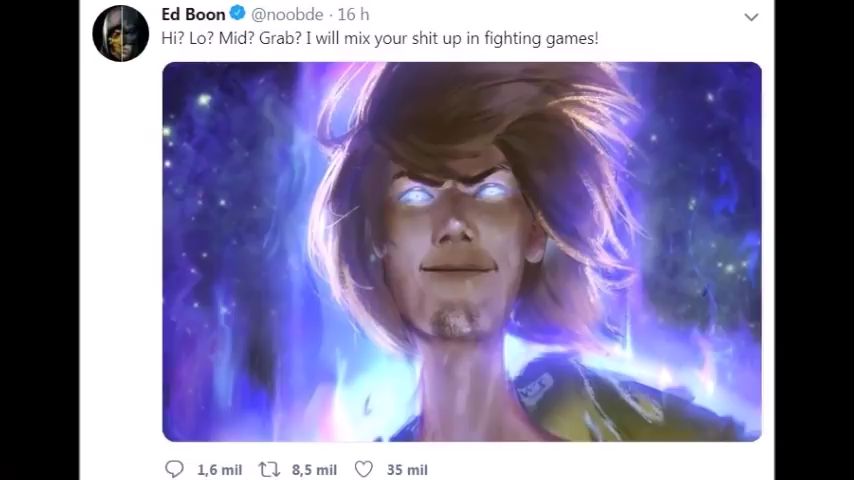 Ed Boon @noobde · 16 h
Hi? Lo? Mid? Grab? I will mix your shit up in fighting games!
1,6 mil 8,5 mil 35 mil